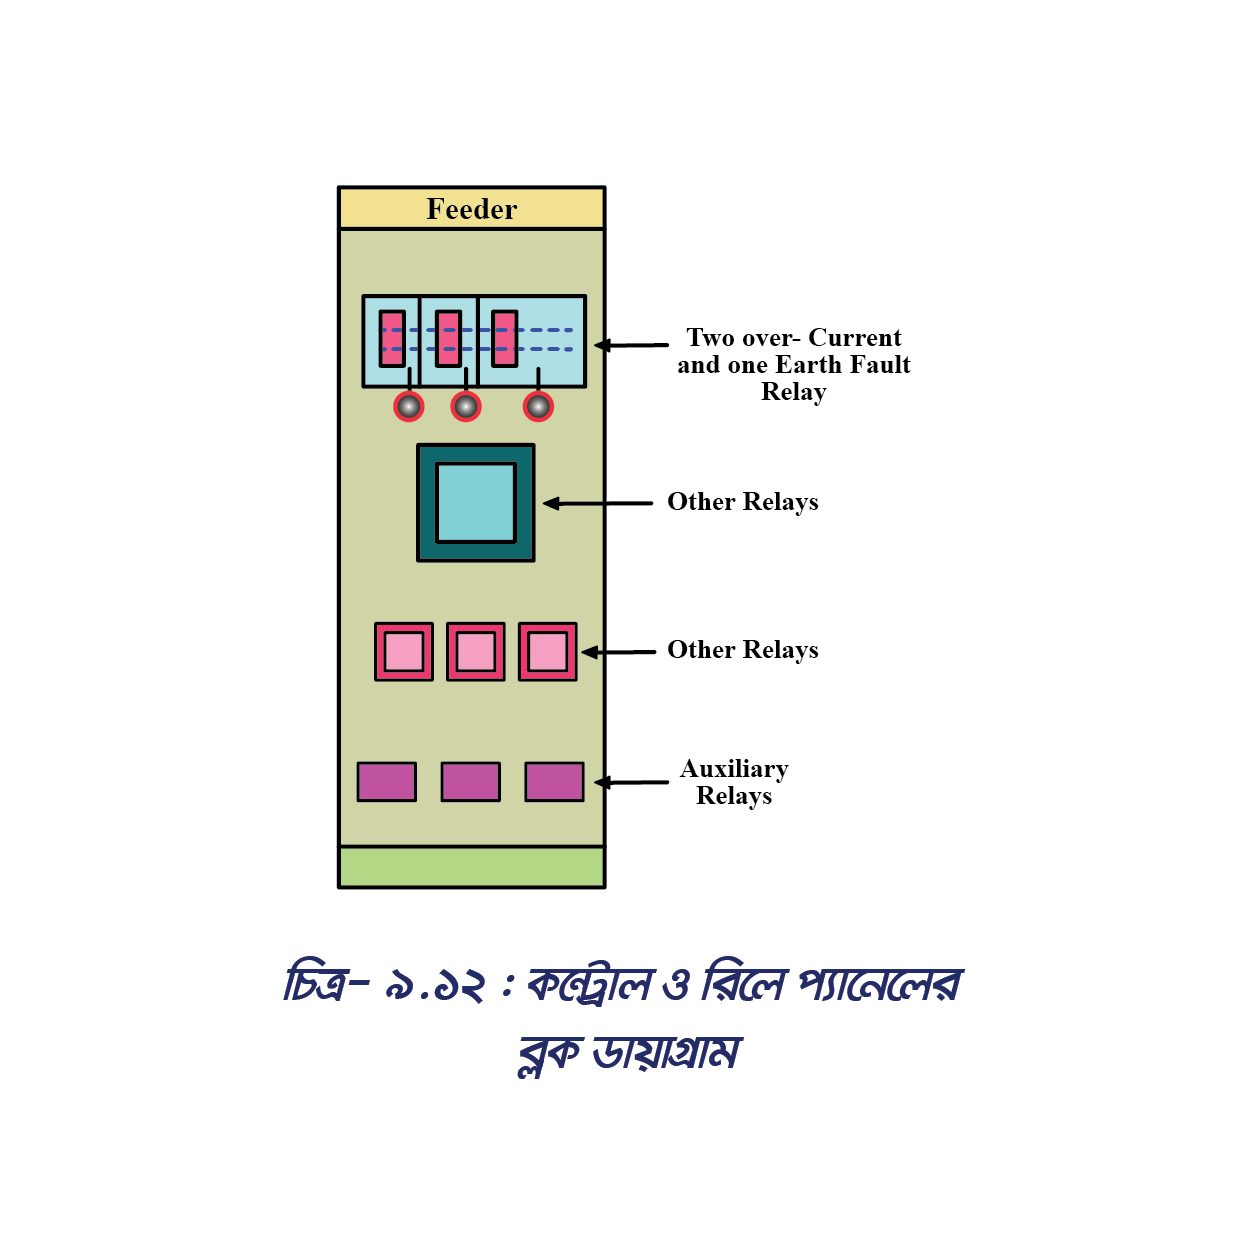 Feeder
Two over- Current
and one Earth Fault
Relay
Other Relays
Other Relays
Auxiliary
Relays
চিত্র- ৯.১২ : কন্ট্রোল ও রিলে প্যানেলের
ব্লক ডায়াগ্রাম